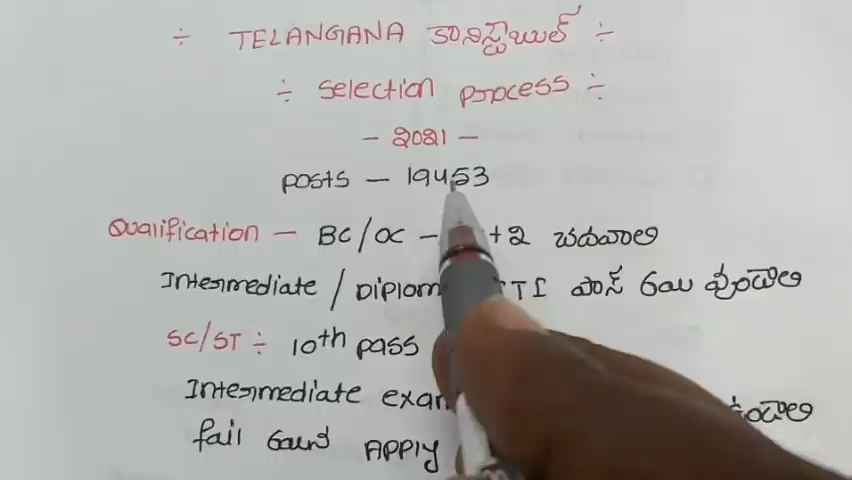 ÷ TELANGANA కానిస్టేబుల్ ÷
÷ Selection process ÷
- 2021 -
posts - 19453
Qualification - BC/OC - +2 చదవాలి
Intermediate / Diplom ITI పాస్ అయి వుండాలి
SC/ST ÷ 10th pass
Intermediate exam ఉండాలి
fail అయిన APPly